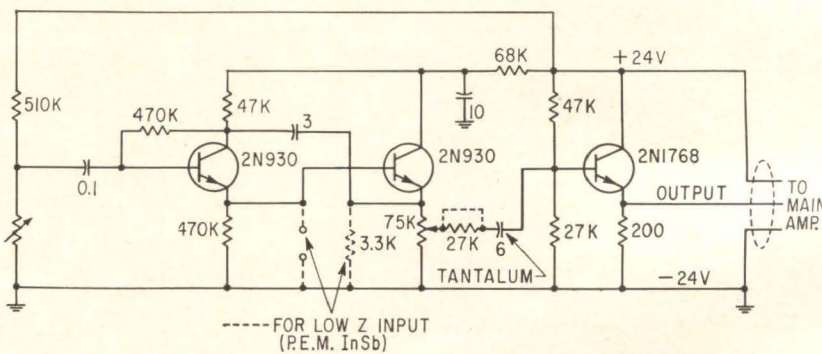 68K
+24V
510K
470K
47K
3
10
47K
2N930
2N930
2N1768
0.1
OUTPUT
TO
MAIN
AMP.
470K
3.3K
75K
27K
6
27K
200
TANTALUM
-24V
FOR LOW Z INPUT
(P.E.M. InSb)